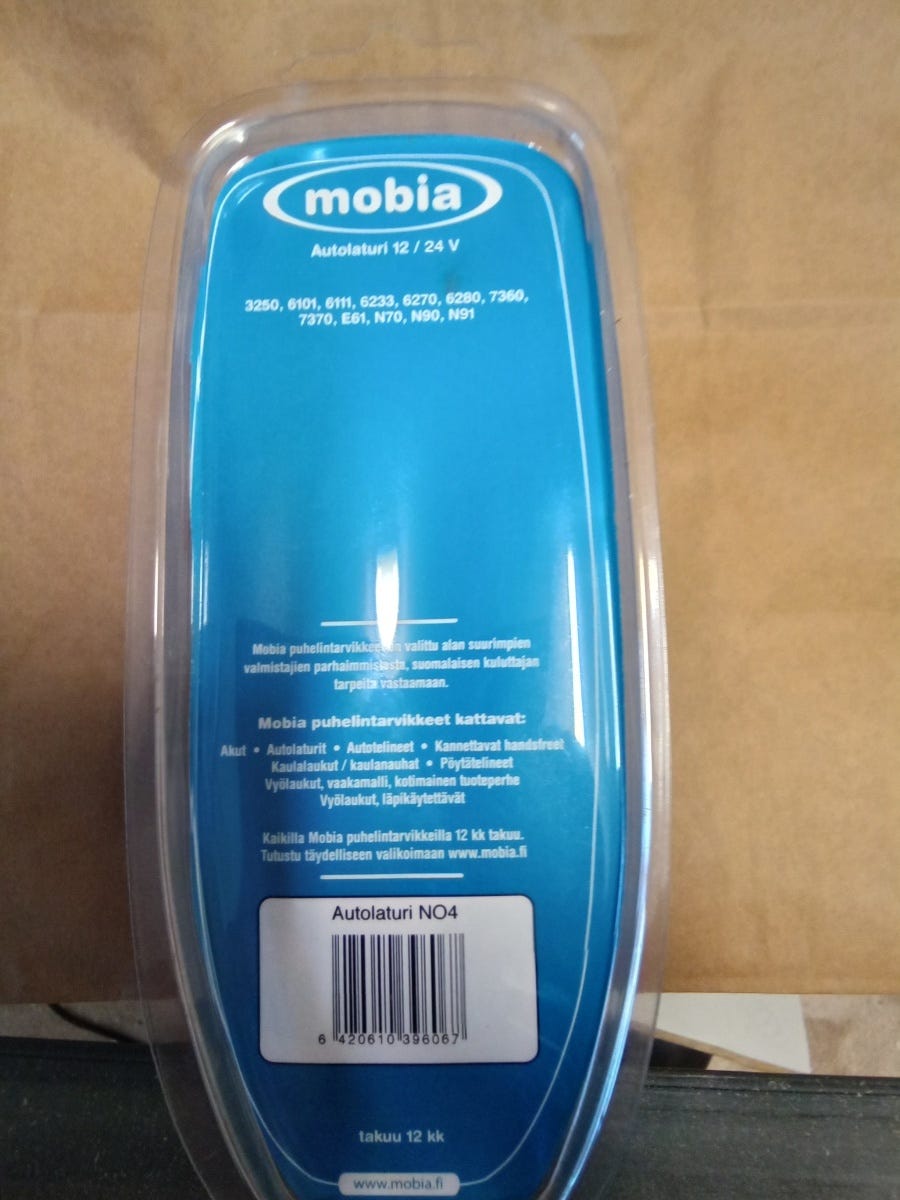 mobia
Autolaturi 12 / 24 V
3250, 6101, 6111, 6233, 6270, 6280, 7360,
7370, E61, N70, N90, N91
Mobia puhelintarvikkeet on valittu alan suurimpien
valmistajien parhaimmistosta, suomalaisen kuluttajan
tarpeita vastaamaan.
Mobia puhelintarvikkeet kattavat:
Akut • Autolaturit • Autotelineet • Kannettavat handsfreet
Kaulalaukut / kaulanauhat • Pöytätelineet
Vyölaukut, vaakamalli, kotimainen tuoteperhe
Vyölaukut, läpikäytettävät
Kaikilla Mobia puhelintarvikkeilla 12 kk takuu.
Tutustu täydelliseen valikoimaan www.mobia.fi
Autolaturi NO4
6 420610 396067
takuu 12 kk
www.mobia.fi